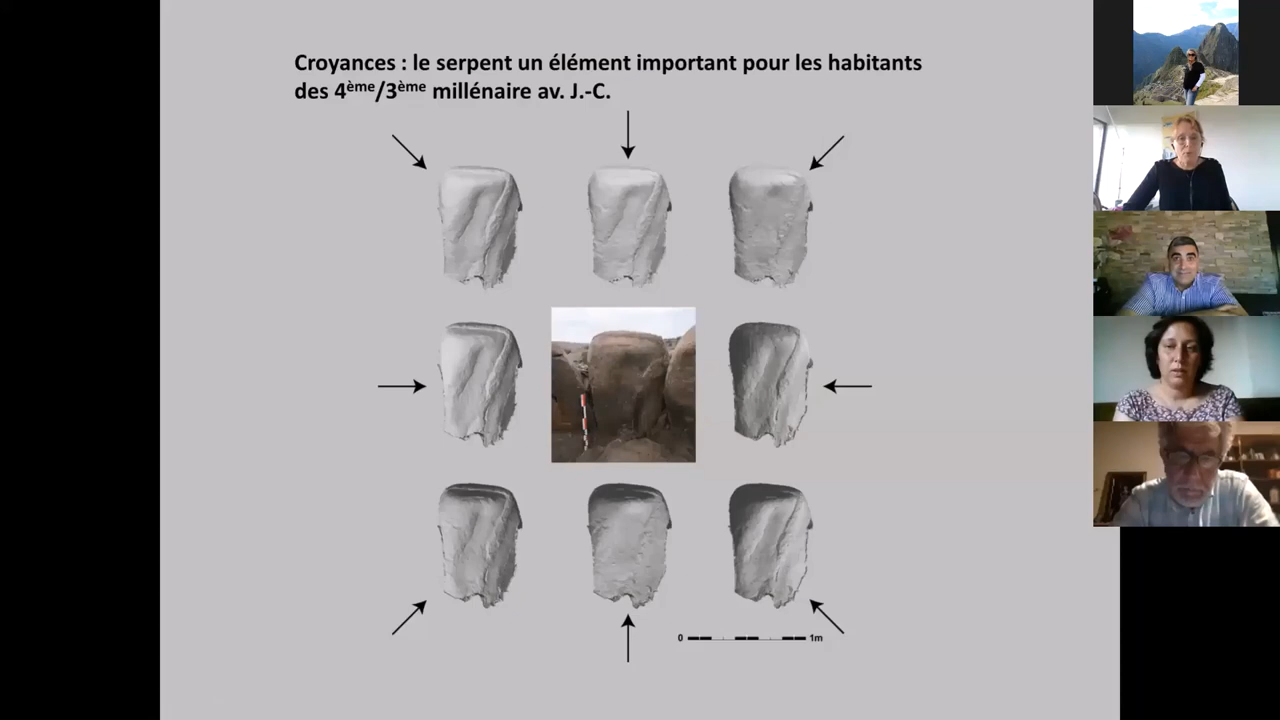 Croyances : le serpent un élément important pour les habitants
des 4ème/3ème millénaire av. J.-C.
0 1m